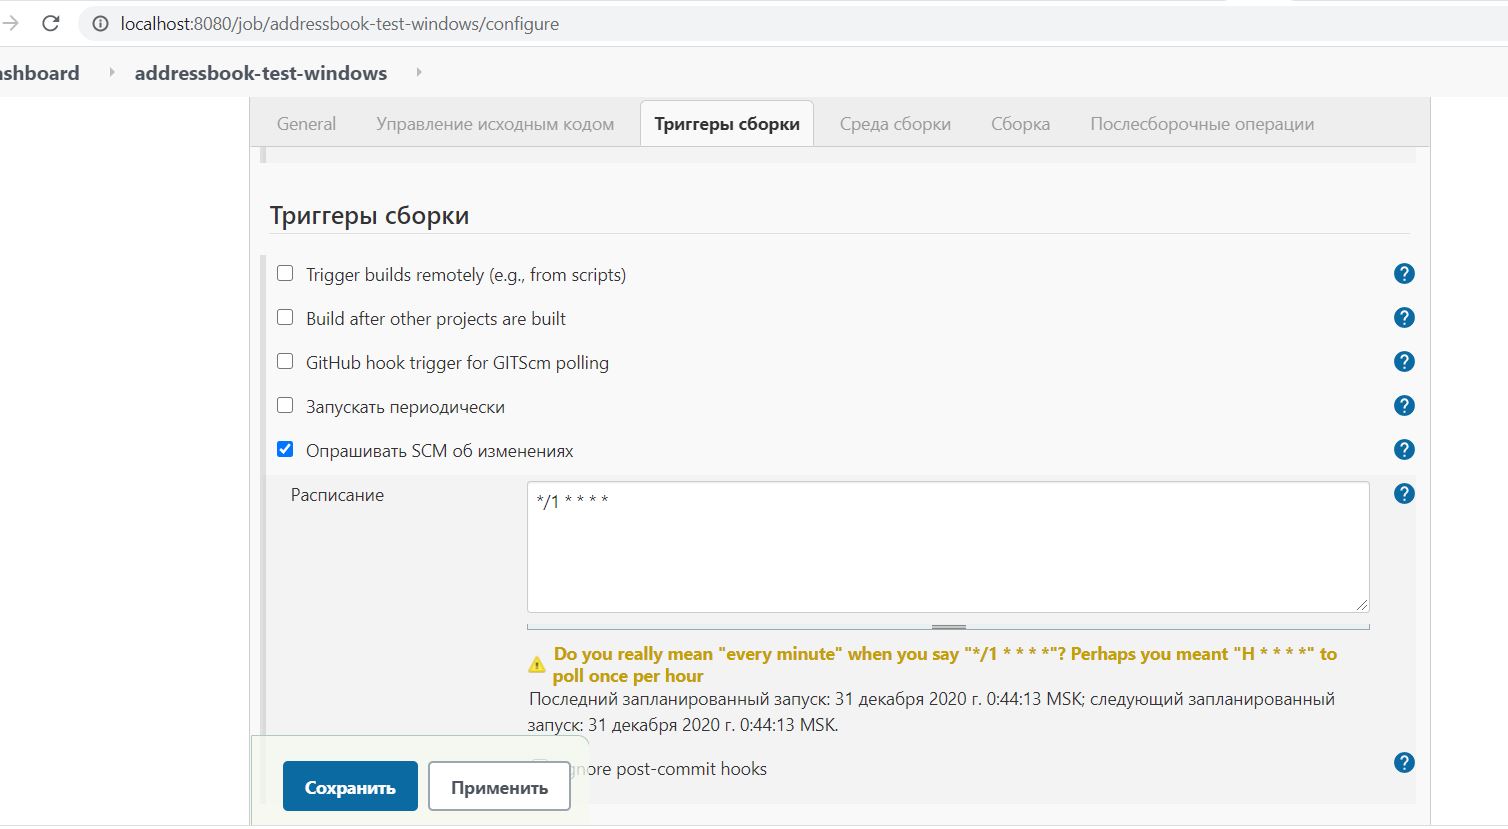 localhost:8080/job/addressbook-test-windows/configure
ashboard addressbook-test-windows
General Управление исходным кодом Триггеры сборки Среда сборки Сборка Послесборочные операции
Триггеры сборки
Trigger builds remotely (e.g., from scripts)
Build after other projects are built
GitHub hook trigger for GITScm polling
Запускать периодически
Опрашивать SCM об изменениях
Расписание
*/1 * * * *
Do you really mean "every minute" when you say "*/1 * * * *"? Perhaps you meant "H * * * *" to
poll once per hour
Последний запланированный запуск: 31 декабря 2020 г. 0:44:13 MSK; следующий запланированный
запуск: 31 декабря 2020 г. 0:44:13 MSK.
Ignore post-commit hooks
Сохранить Применить